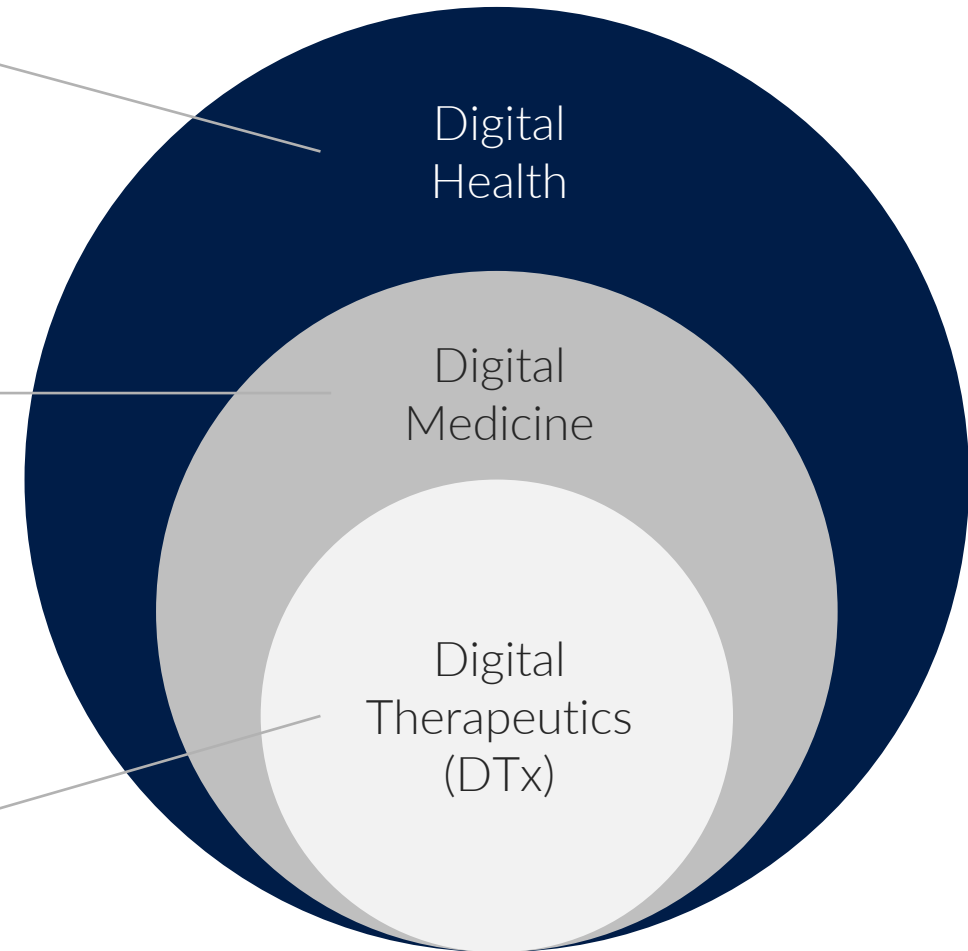 Digital
Health
Digital
Medicine
Digital
Therapeutics
(DTx)